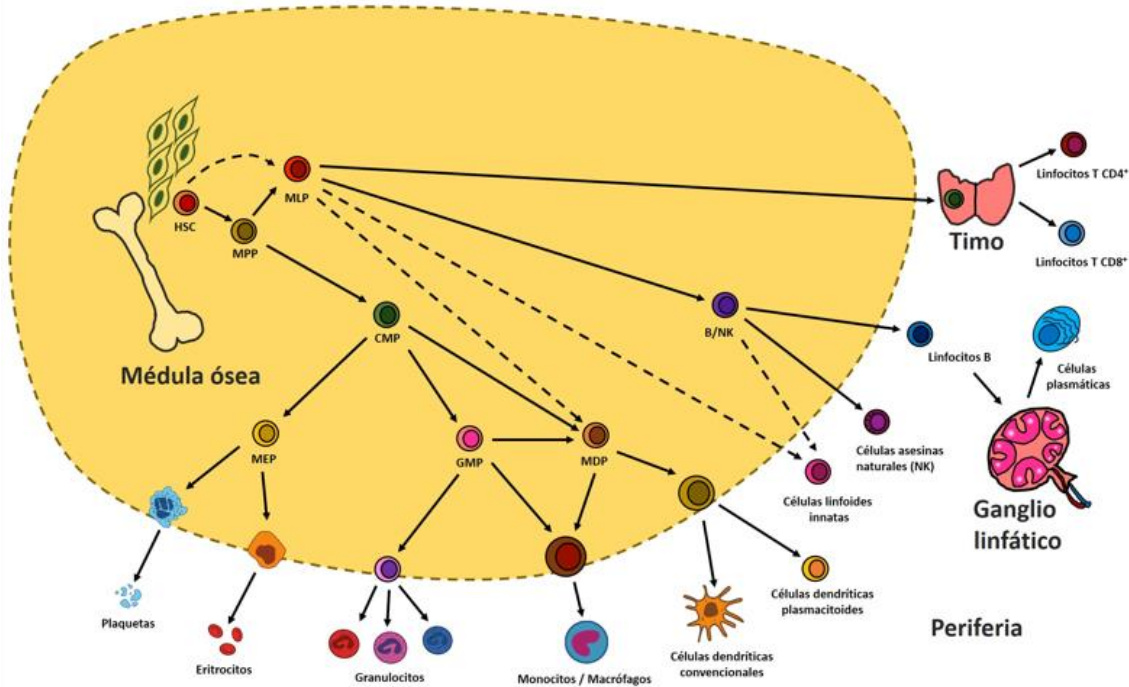 Linfocitos T CD4⁺
MLP
HSC
Timo
MPP
Linfocitos T CD8⁺
B/NK
CMP
Linfocitos B
Médula ósea
Células
plasmáticas
MEP
GMP
MDP
Células asesinas
naturales (NK)
Células linfoides
innatas
Ganglio
linfático
Células dendríticas
plasmacitoides
Plaquetas
Periferia
Eritrocitos
Granulocitos
Monocitos / Macrófagos
Células dendríticas
convencionales